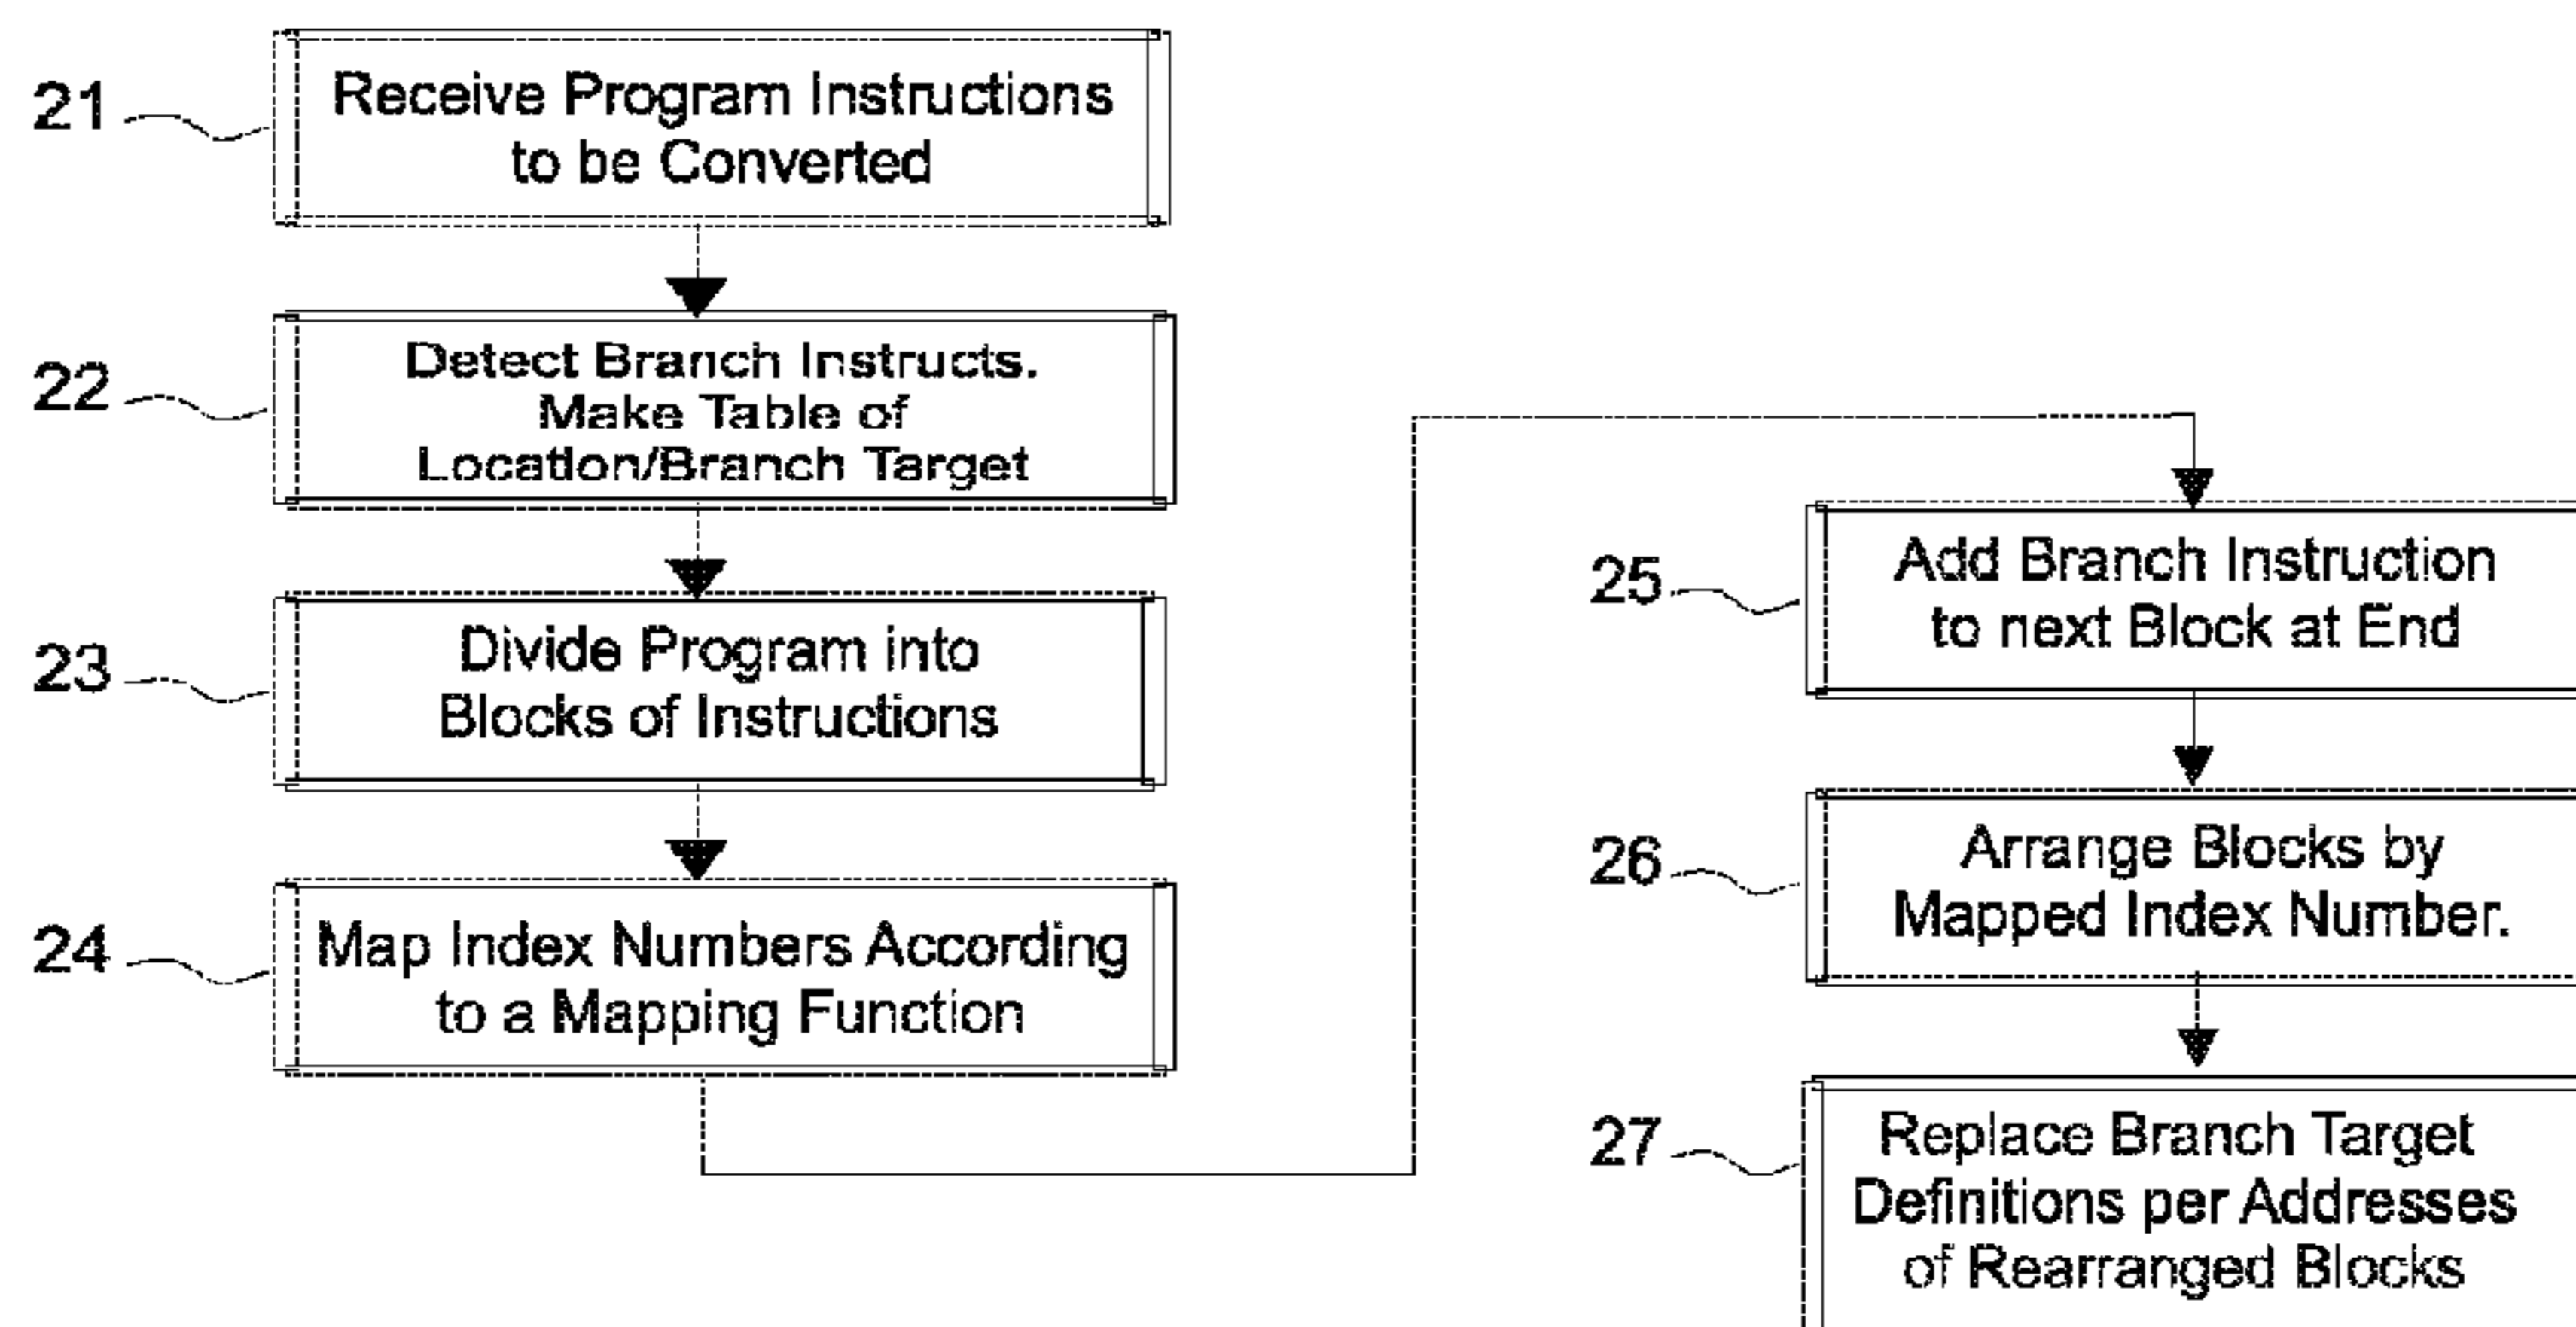 21
Receive Program Instructions
to be Converted
22
Detect Branch Instructs.
Make Table of
Location/Branch Target
23
Divide Program into
Blocks of Instructions
24
Map Index Numbers According
to a Mapping Function
25
Add Branch Instruction
to next Block at End
26
Arrange Blocks by
Mapped Index Number.
27
Replace Branch Target
Definitions per Addresses
of Rearranged Blocks